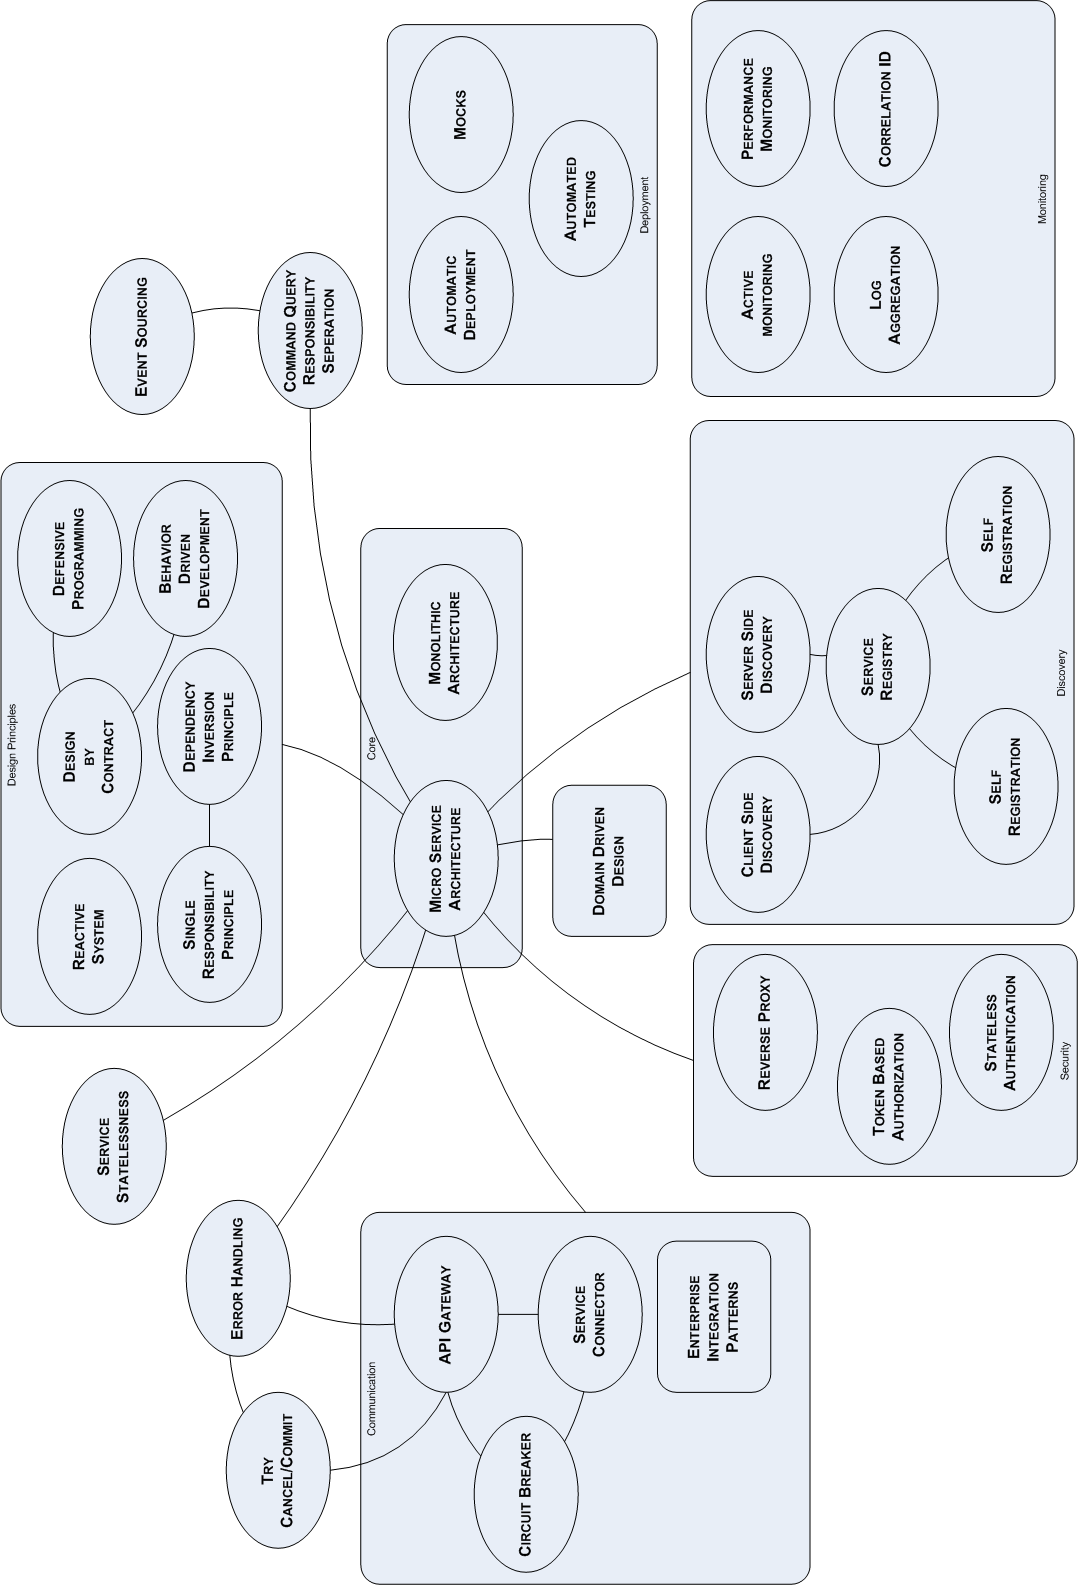 Design Principles
REACTIVE
SYSTEM
DESIGN
BY
CONTRACT
DEFENSIVE
PROGRAMMING
SINGLE
RESPONSIBILITY
PRINCIPLE
DEPENDENCY
INVERSION
PRINCIPLE
BEHAVIOR
DRIVEN
DEVELOPMENT
EVENT SOURCING
COMMAND QUERY
RESPONSIBILITY
SEPERATION
SERVICE
STATELESSNESS
ERROR HANDLING
TRY
CANCEL/COMMIT
Core
MICRO SERVICE
ARCHITECTURE
MONOLITHIC
ARCHITECTURE
DOMAIN DRIVEN
DESIGN
Communication
API GATEWAY
CIRCUIT BREAKER
SERVICE
CONNECTOR
ENTERPRISE
INTEGRATION
PATTERNS
AUTOMATIC
DEPLOYMENT
MOCKS
AUTOMATED
TESTING
Deployment
REVERSE PROXY
TOKEN BASED
AUTHORIZATION
STATELESS
AUTHENTICATION
Security
CLIENT SIDE
DISCOVERY
SERVER SIDE
DISCOVERY
SERVICE
REGISTRY
SELF
REGISTRATION
SELF
REGISTRATION
Discovery
ACTIVE
MONITORING
PERFORMANCE
MONITORING
LOG
AGGREGATION
CORRELATION ID
Monitoring